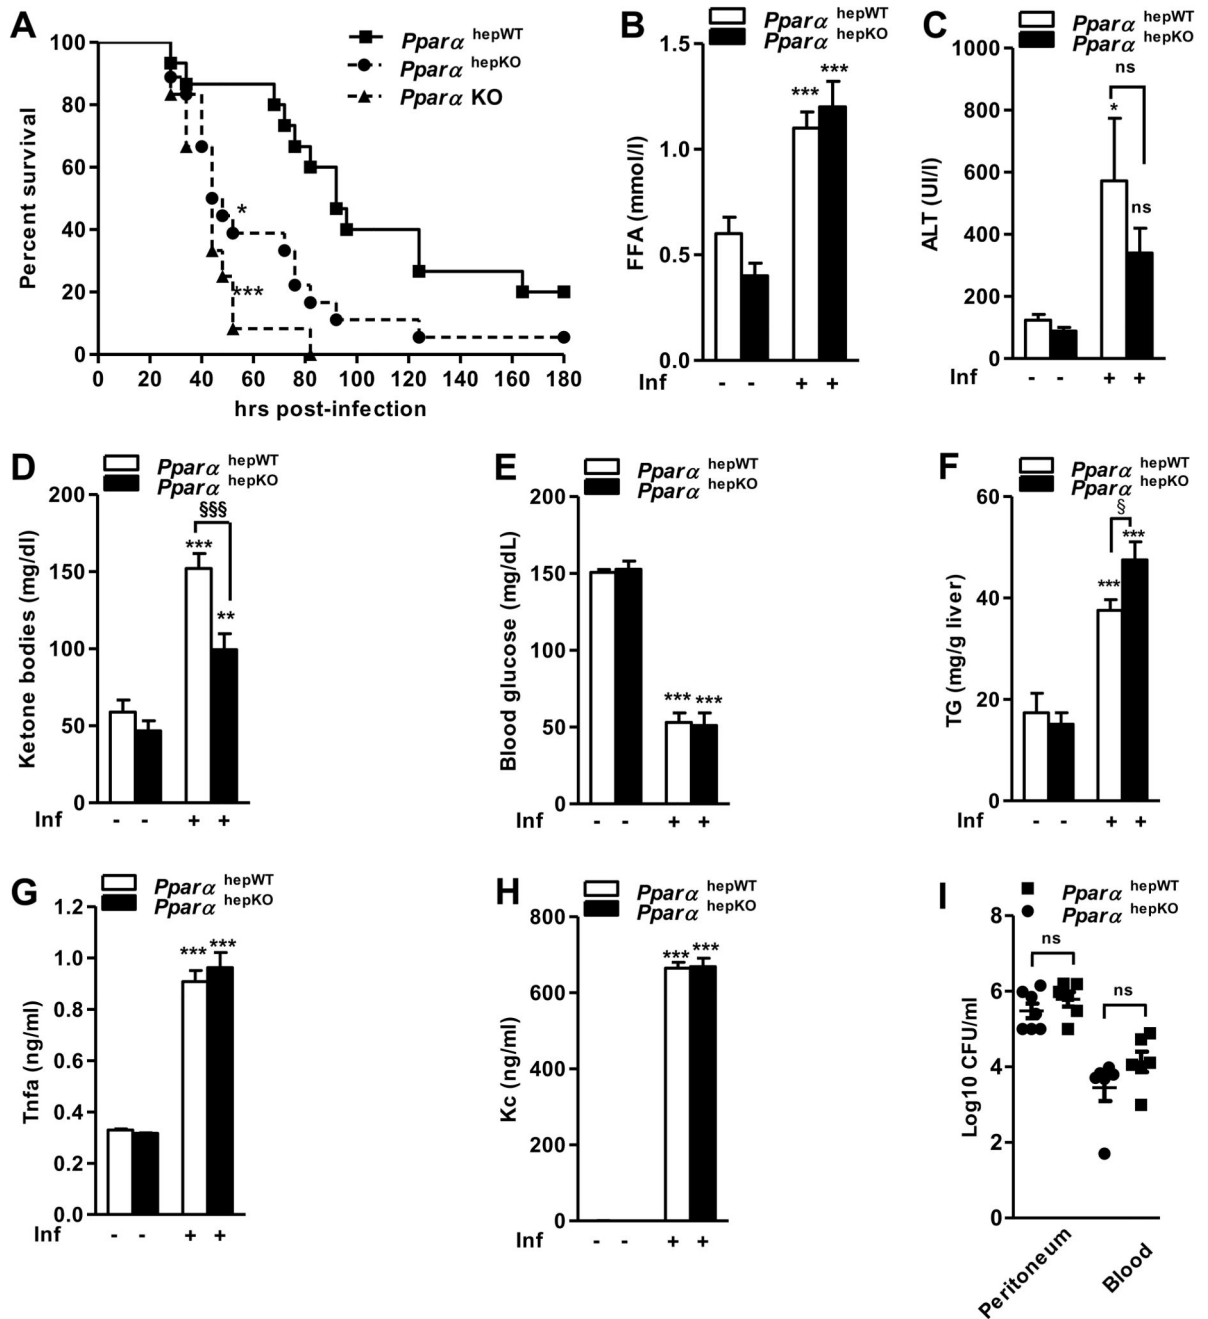 A
Pparα hepWT
Pparα hepKO
Pparα KO
Percent survival
100
80
60
40
20
0
*
***
0 20 40 60 80 100 120 140 160 180
hrs post-infection
B
Pparα hepWT
Pparα hepKO
FFA (mmol/l)
1.5
1.0
0.5
0.0
*** ***
Inf - - + +
C
Pparα hepWT
Pparα hepKO
ALT (UI/l)
1000
800
600
400
200
0
ns
*
ns
Inf - - + +
D
Pparα hepWT
Pparα hepKO
Ketone bodies (mg/dl)
200
150
100
50
0
§§§
***
**
Inf - - + +
E
Pparα hepWT
Pparα hepKO
Blood glucose (mg/dL)
200
150
100
50
0
*** ***
Inf - - + +
F
Pparα hepWT
Pparα hepKO
TG (mg/g liver)
60
40
20
0
§
***
***
Inf - - + +
G
Pparα hepWT
Pparα hepKO
Tnfa (ng/ml)
1.2
1.0
0.8
0.6
0.4
0.2
0.0
*** ***
Inf - - + +
H
Pparα hepWT
Pparα hepKO
Kc (ng/ml)
800
600
400
200
0
*** ***
Inf - - + +
I
Pparα hepWT
Pparα hepKO
Log10 CFU/ml
8
6
4
2
0
ns
ns
Peritoneum
Blood